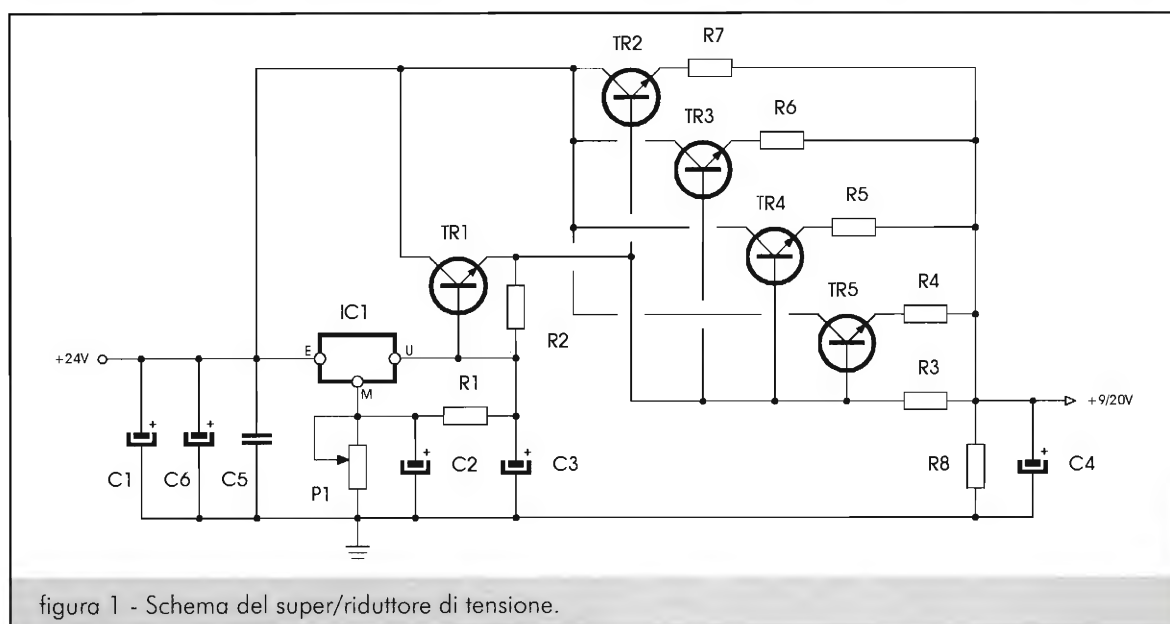 TR2
R7
TR3
R6
TR4
R5
TR1
TR5
R4
IC1
R2
+24V
E
U
R1
M
R3
+9/20V
+
+
+
+
+
C1
C6
C5
P1
C2
C3
R8
C4
figura 1 - Schema del super/riduttore di tensione.